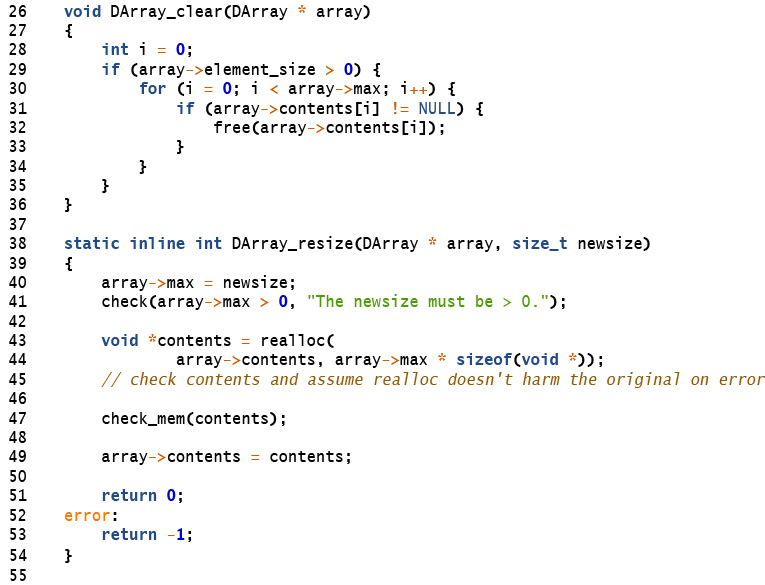 26    void DArray_clear(DArray * array)
27    {
28        int i = 0;
29        if (array->element_size > 0) {
30            for (i = 0; i < array->max; i++) {
31                if (array->contents[i] != NULL) {
32                    free(array->contents[i]);
33                }
34            }
35        }
36    }
37
38    static inline int DArray_resize(DArray * array, size_t newsize)
39    {
40        array->max = newsize;
41        check(array->max > 0, "The newsize must be > 0.");
42
43        void *contents = realloc(
44                array->contents, array->max * sizeof(void *));
45        // check contents and assume realloc doesn't harm the original on error
46
47        check_mem(contents);
48
49        array->contents = contents;
50
51        return 0;
52    error:
53        return -1;
54    }
55